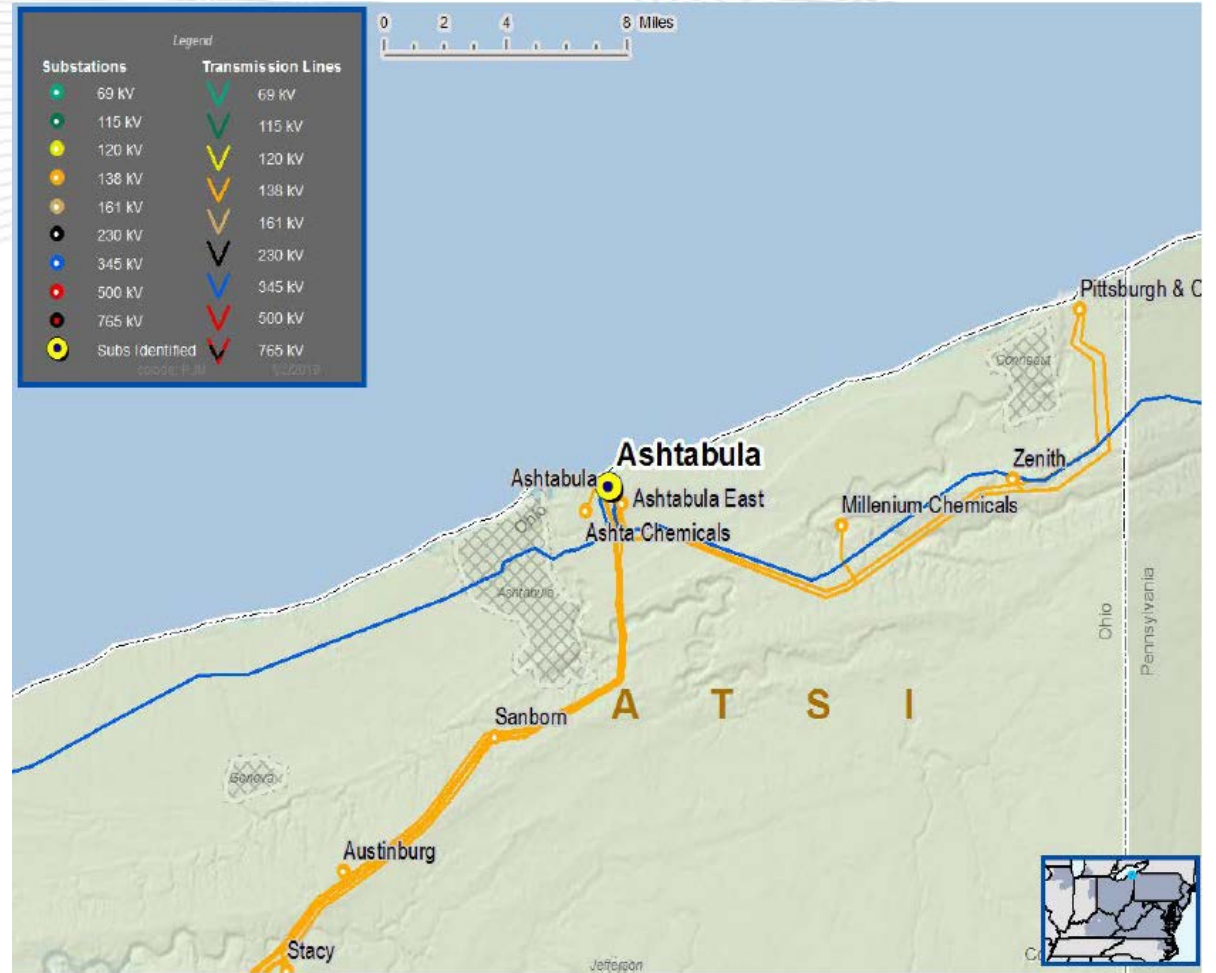 Legend
Substations
Transmission Lines
69 kV
69 kV
115 kV
115 kV
120 kV
120 kV
138 kV
138 kV
161 kV
161 kV
230 kV
230 kV
345 kV
345 kV
500 kV
500 kV
765 kV
765 kV
Subs Identified
0 2 4 8 Miles
Pittsburgh & C
Conneaut
Ashtabula
Zenith
Ashtabula
Ashtabula East
Millenium Chemicals
Ohio
Ashta Chemicals
Ashtabula
Ohio
Pennsylvania
A T S I
Sanborn
Geneva
Austinburg
Stacy
Jefferson